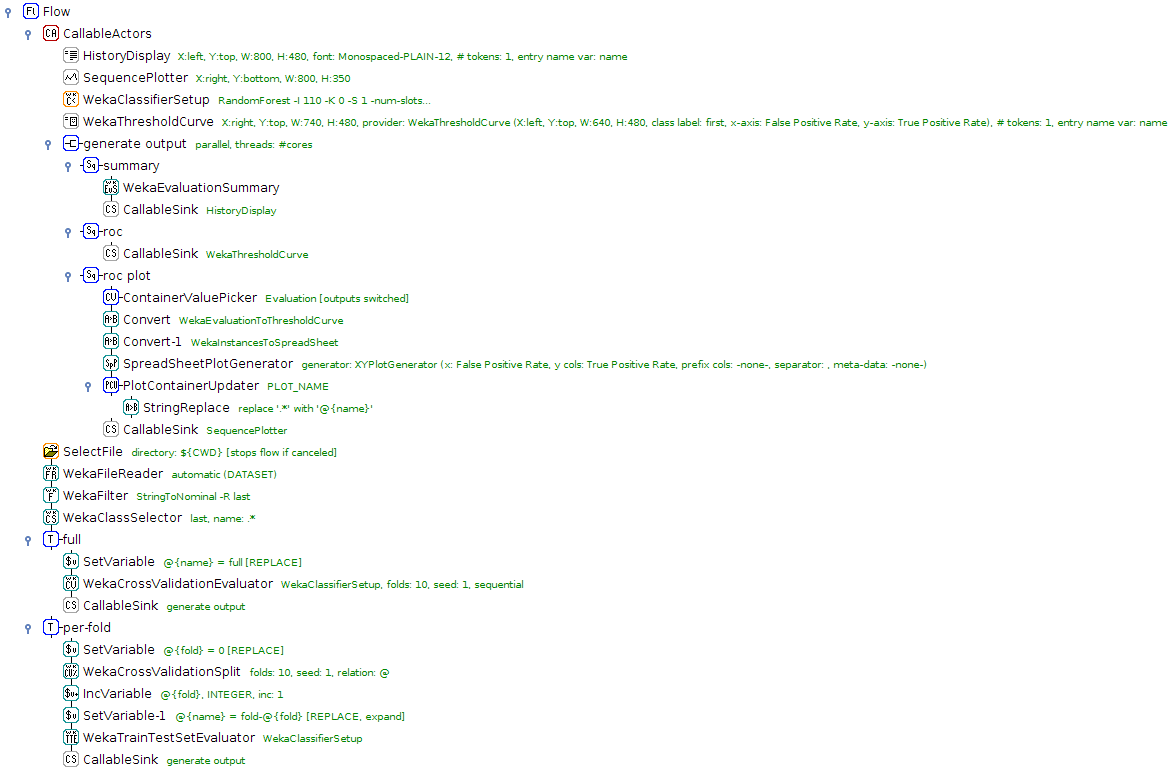 Flow
CallableActors
HistoryDisplay X:left, Y:top, W:800, H:480, font: Monospaced-PLAIN-12, # tokens: 1, entry name var: name
SequencePlotter X:right, Y:bottom, W:800, H:350
WekaClassifierSetup RandomForest -I 110 -K 0 -S 1 -num-slots...
WekaThresholdCurve X:right, Y:top, W:740, H:480, provider: WekaThresholdCurve (X:left, Y:top, W:640, H:480, class label: first, x-axis: False Positive Rate, y-axis: True Positive Rate), # tokens: 1, entry name var: name
generate output parallel, threads: #cores
summary
WekaEvaluationSummary
CallableSink HistoryDisplay
roc
CallableSink WekaThresholdCurve
roc plot
ContainerValuePicker Evaluation [outputs switched]
Convert WekaEvaluationToThresholdCurve
Convert-1 WekaInstancesToSpreadSheet
SpreadSheetPlotGenerator generator: XYPlotGenerator (x: False Positive Rate, y cols: True Positive Rate, prefix cols: -none-, separator: , meta-data: -none-)
PlotContainerUpdater PLOT_NAME
StringReplace replace '.*' with '@{name}'
CallableSink SequencePlotter
SelectFile directory: ${CWD} [stops flow if canceled]
WekaFileReader automatic (DATASET)
WekaFilter StringToNominal -R last
WekaClassSelector last, name: .*
full
SetVariable @{name} = full [REPLACE]
WekaCrossValidationEvaluator WekaClassifierSetup, folds: 10, seed: 1, sequential
CallableSink generate output
per-fold
SetVariable @{fold} = 0 [REPLACE]
WekaCrossValidationSplit folds: 10, seed: 1, relation: @
IncVariable @{fold}, INTEGER, inc: 1
SetVariable-1 @{name} = fold-@{fold} [REPLACE, expand]
WekaTrainTestSetEvaluator WekaClassifierSetup
CallableSink generate output